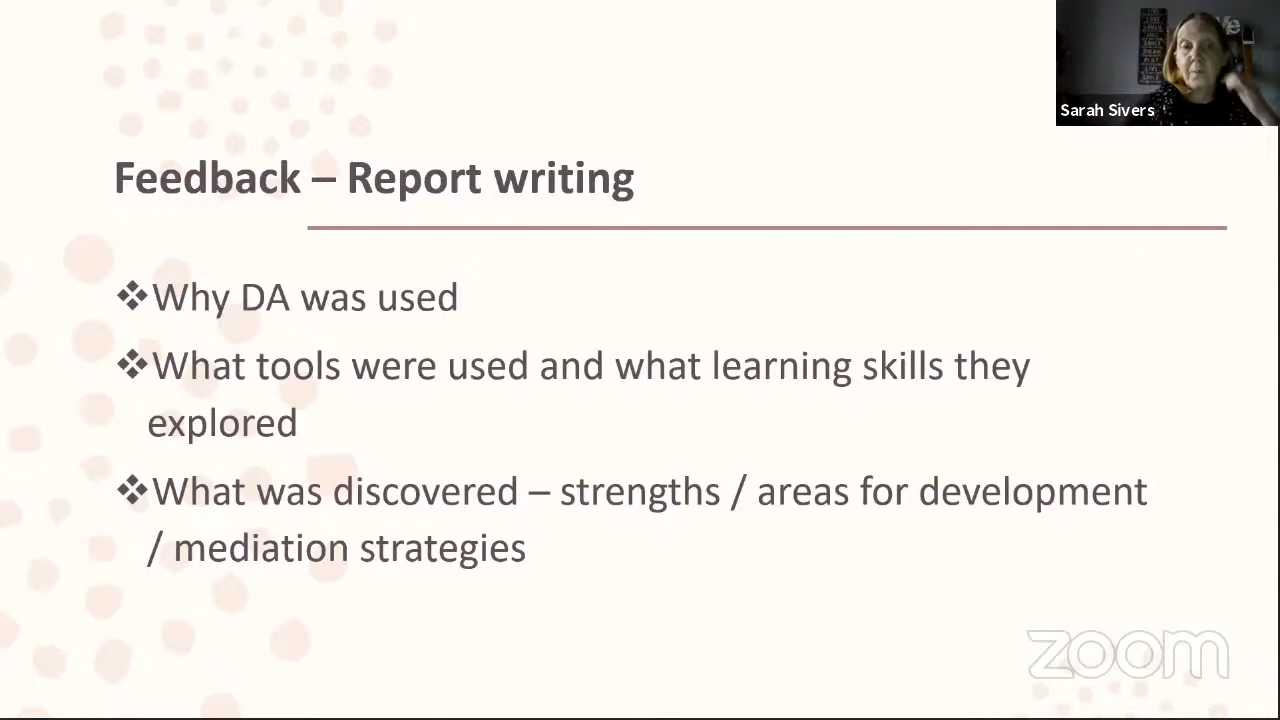 Sarah Sivers
Feedback – Report writing
❖Why DA was used
❖What tools were used and what learning skills they
explored
❖What was discovered – strengths / areas for development
/ mediation strategies
zoom